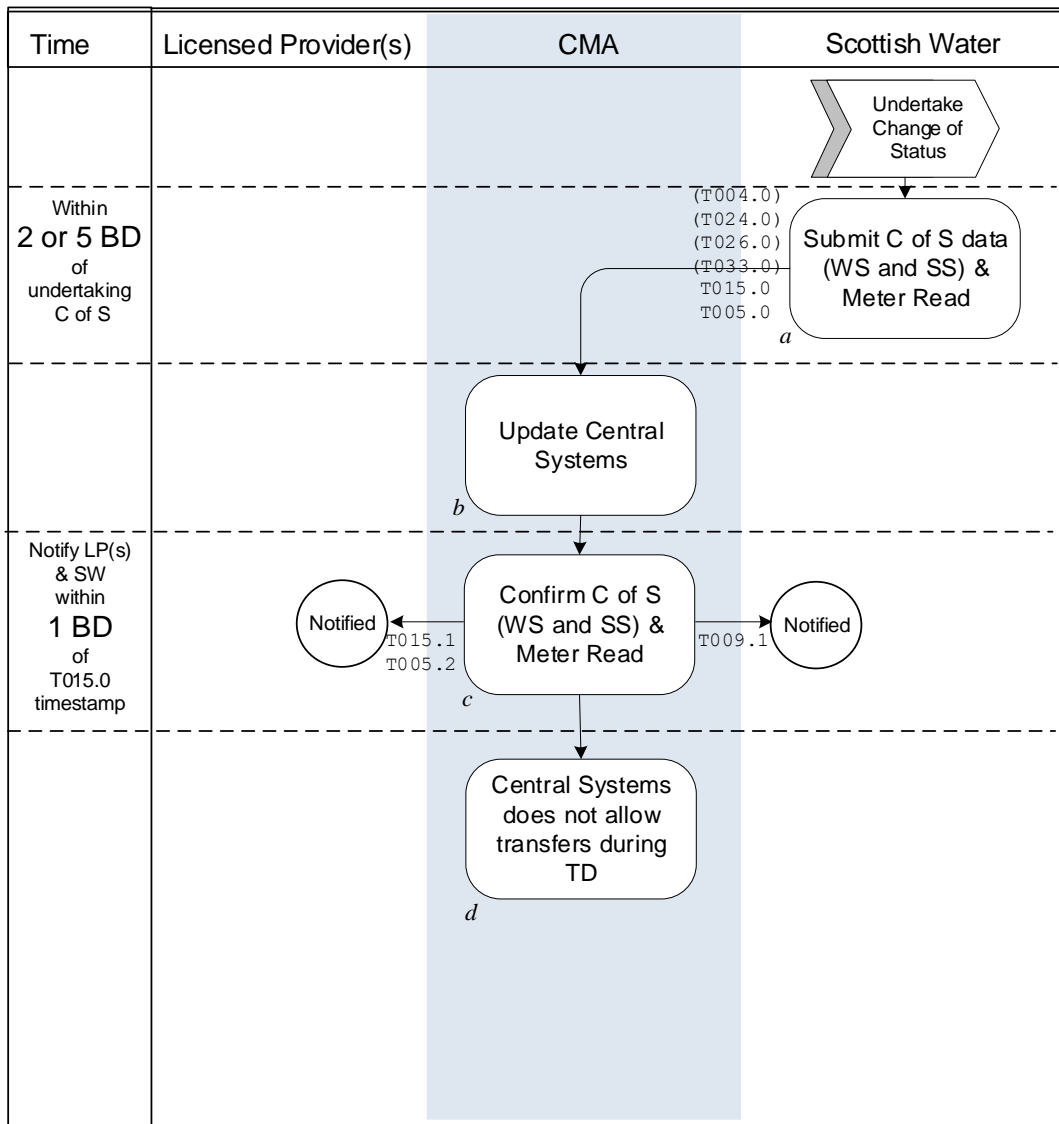 Time
Licensed Provider(s)
CMA
Scottish Water
Undertake
Change of
Status
Within
2 or 5 BD
of
undertaking
C of S
(T004.0)
(T024.0)
(T026.0)
(T033.0)
T015.0
T005.0
Submit C of S data
(WS and SS) &
Meter Read
a
Update Central
Systems
b
Notify LP(s)
& SW
within
1 BD
of
T015.0
timestamp
Notified
T015.1
T005.2
Confirm C of S
(WS and SS) &
Meter Read
c
T009.1
Notified
Central Systems
does not allow
transfers during
TD
d